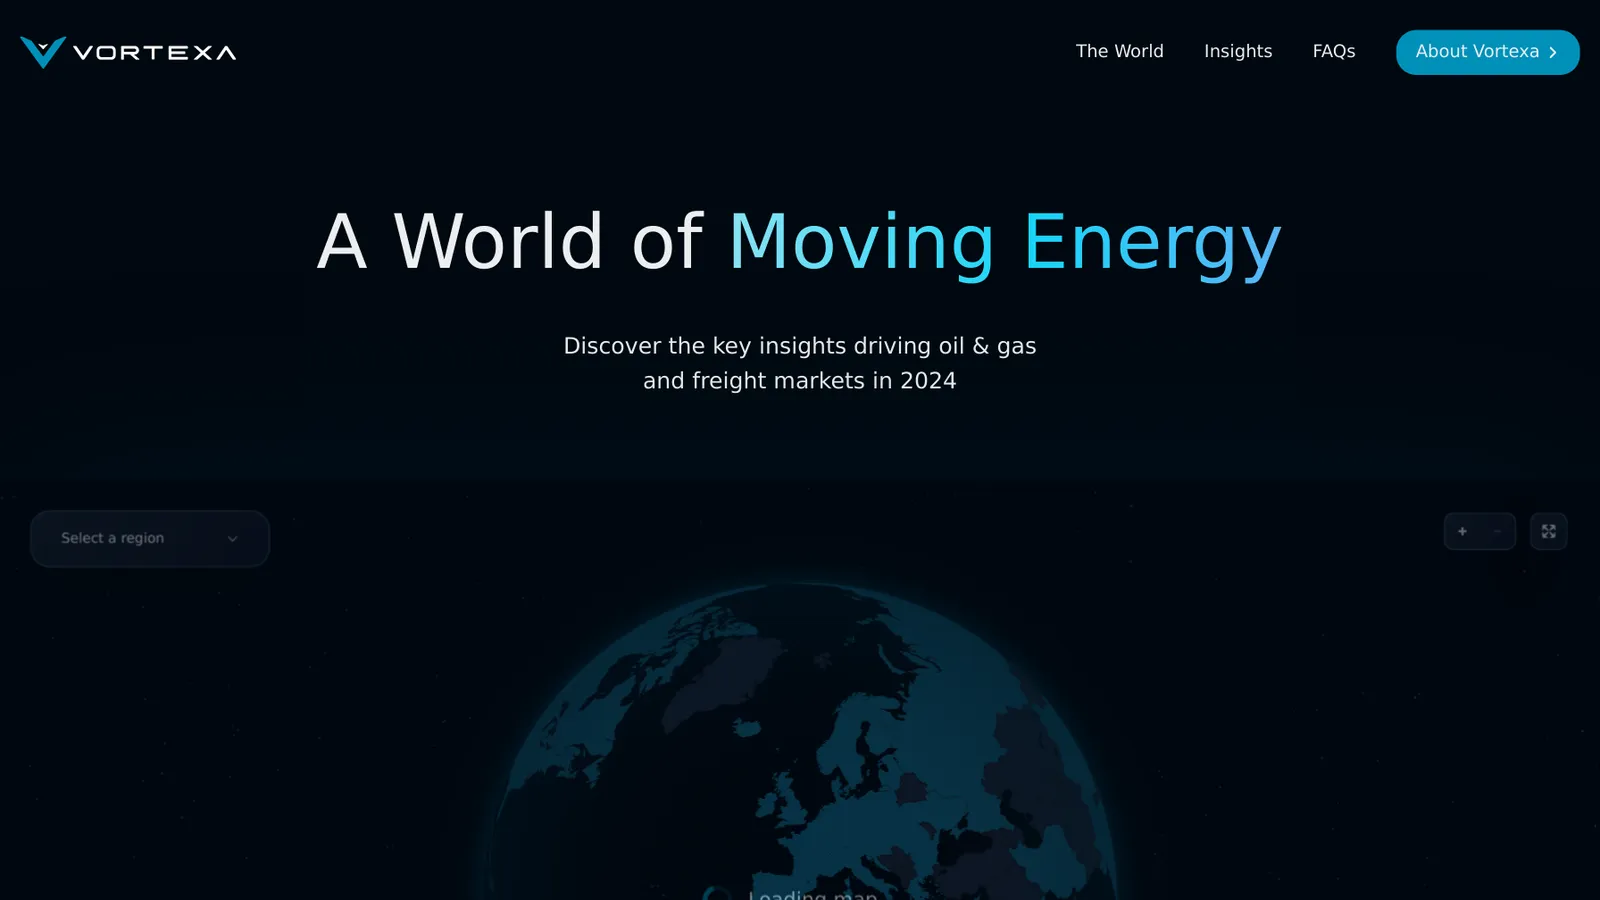 VORTEXA
The World
Insights
FAQs
About Vortexa
A World of Moving Energy
Discover the key insights driving oil & gas
and freight markets in 2024
Select a region
+ −
Loading map